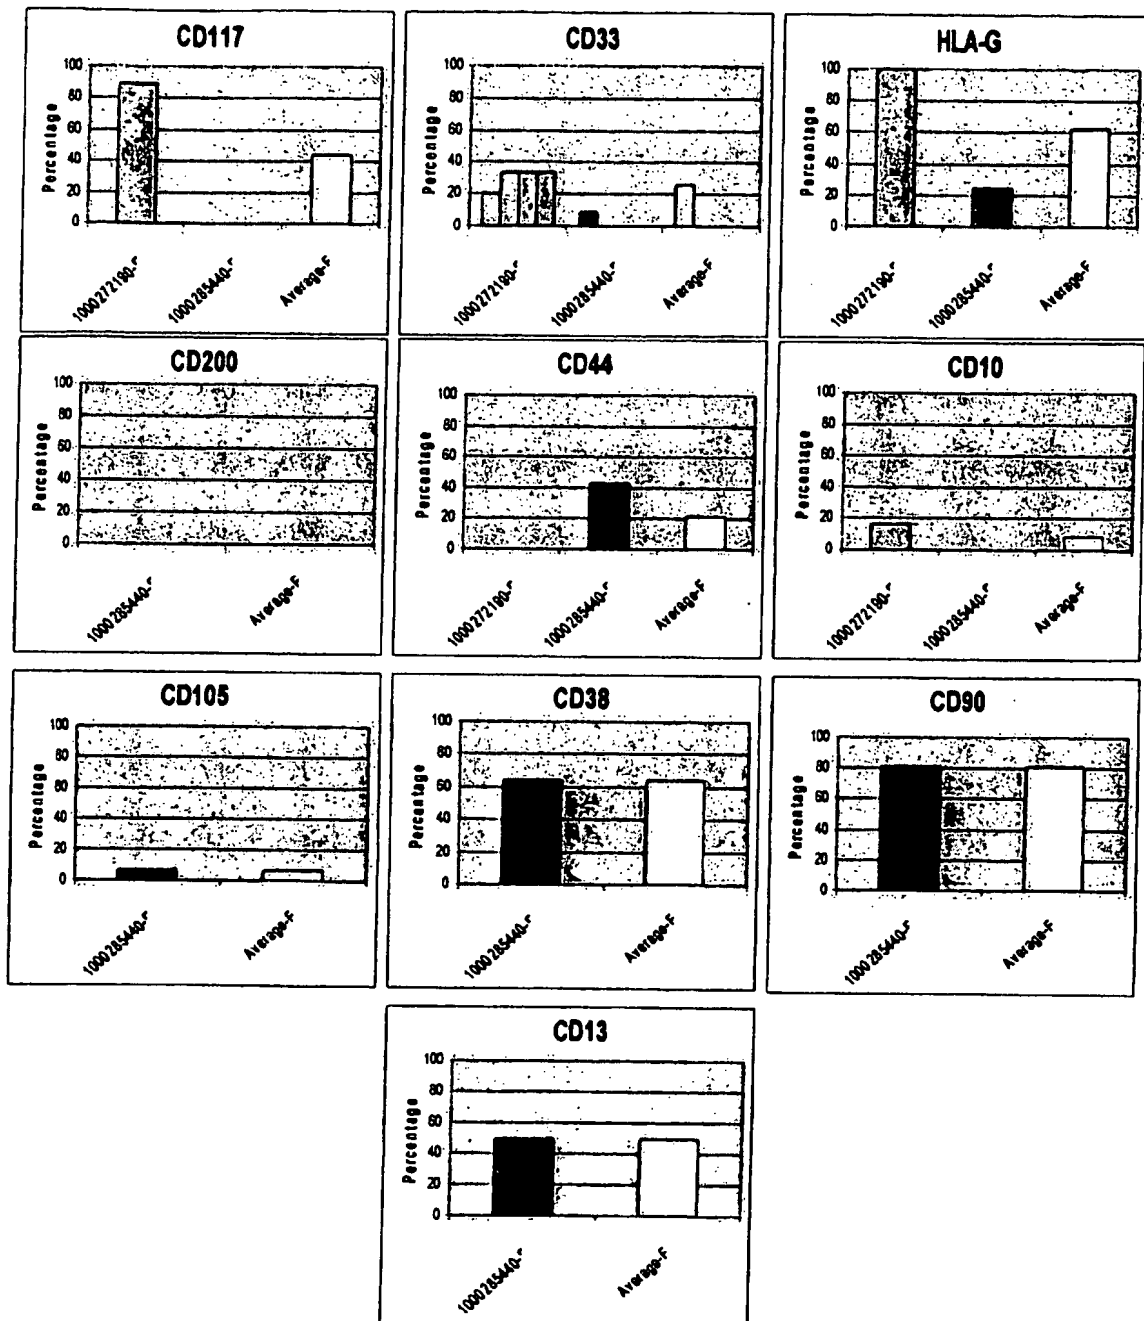 CD117
100
80
60
40
20
0
Percentage
1000272190-F
1000285440-F
Average-F
CD33
100
80
60
40
20
0
Percentage
1000272190-F
1000285440-F
Average-F
HLA-G
100
80
60
40
20
0
Percentage
1000272190-F
1000285440-F
Average-F
CD200
100
80
60
40
20
0
Percentage
1000285440-F
Average-F
CD44
100
80
60
40
20
0
Percentage
1000272190-F
1000285440-F
Average-F
CD10
100
80
60
40
20
0
Percentage
1000272190-F
1000285440-F
Average-F
CD105
100
80
60
40
20
0
Percentage
1000285440-F
Average-F
CD38
100
80
60
40
20
0
Percentage
1000285440-F
Average-F
CD90
100
80
60
40
20
0
Percentage
1000285440-F
Average-F
CD13
100
80
60
40
20
0
Percentage
1000285440-F
Average-F